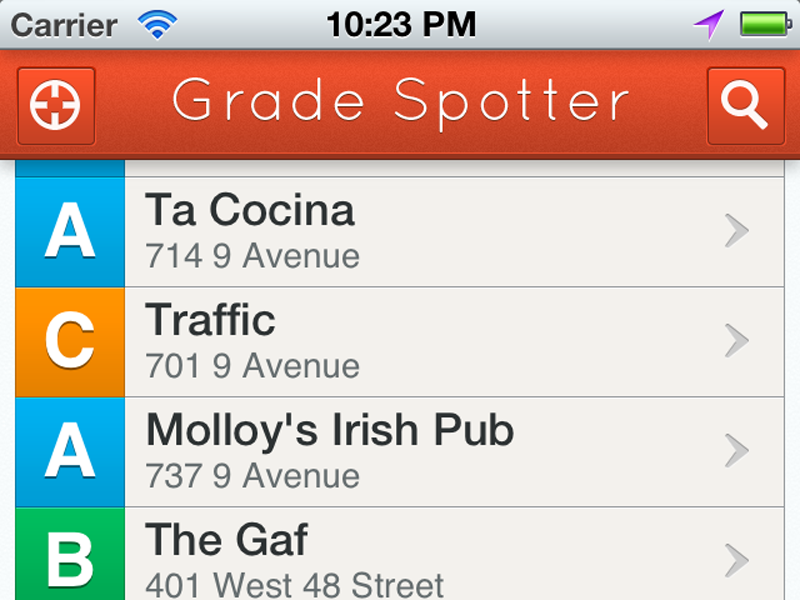 Carrier 10:23 PM
Grade Spotter
A Ta Cocina
714 9 Avenue
C Traffic
701 9 Avenue
A Molloy's Irish Pub
737 9 Avenue
B The Gaf
401 West 48 Street